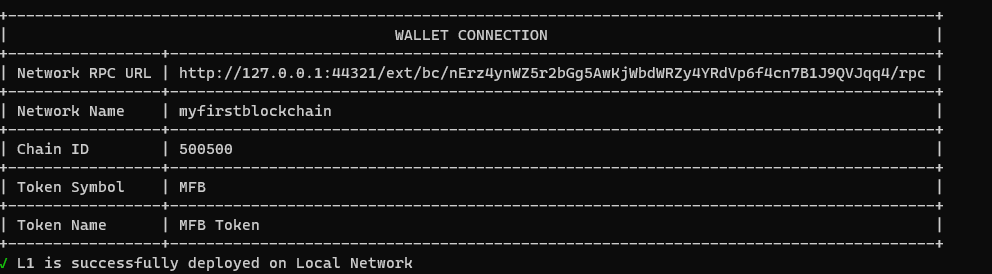 WALLET CONNECTION
Network RPC URL | http://127.0.0.1:44321/ext/bc/nErz4ynWZ5r2bGg5AwKjWbdWRZy4YRdVp6f4cn7B1J9QVJqq4/rpc
Network Name | myfirstblockchain
Chain ID | 500500
Token Symbol | MFB
Token Name | MFB Token
✓ L1 is successfully deployed on Local Network